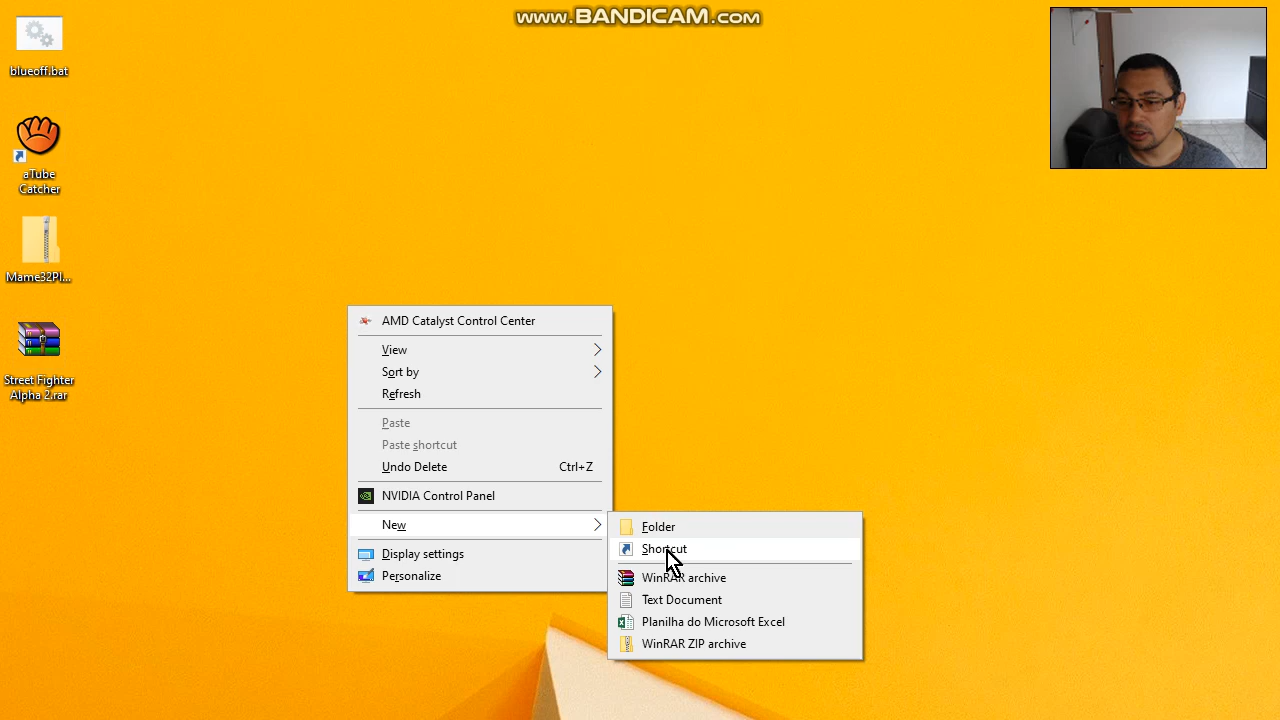 www.BANDICAM.com
blueoff.bat
aTube
Catcher
Mame32Pl...
Street Fighter
Alpha 2.rar
AMD Catalyst Control Center
View
Sort by
Refresh
Paste
Paste shortcut
Undo Delete Ctrl+Z
NVIDIA Control Panel
New
Display settings
Personalize
Folder
Shortcut
WinRAR archive
Text Document
Planilha do Microsoft Excel
WinRAR ZIP archive